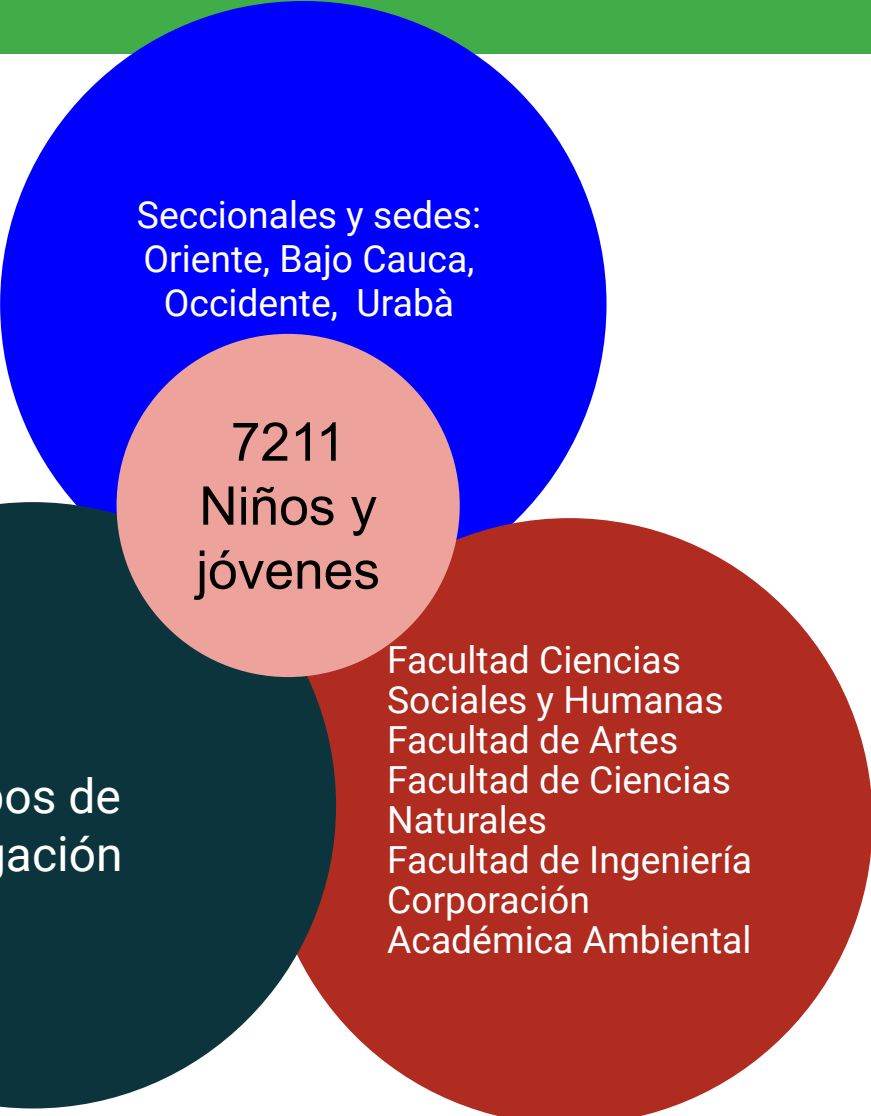 Seccionales y sedes:
Oriente, Bajo Cauca,
Occidente, Urabà
7211
Niños y
jóvenes
Facultad Ciencias
Sociales y Humanas
Facultad de Artes
Facultad de Ciencias
Naturales
Facultad de Ingeniería
Corporación
Académica Ambiental
de